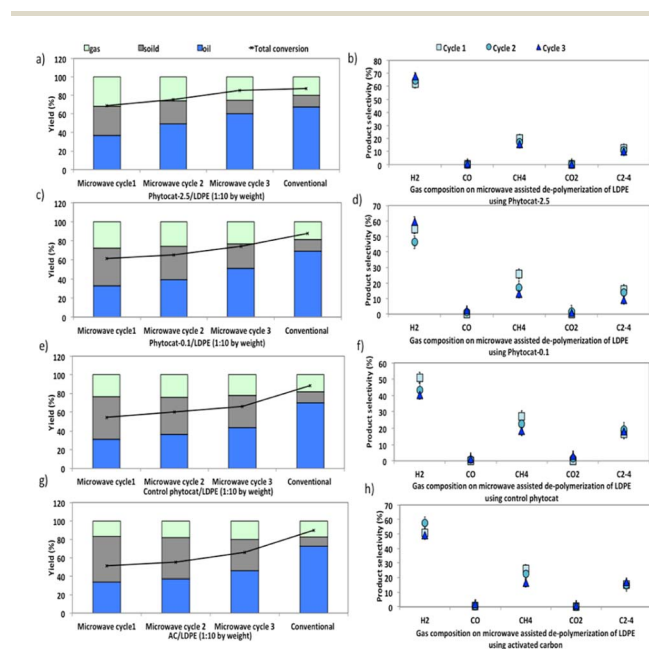 gas soild oil Total conversion
a)
120
100
80
60
40
20
0
Yield (%)
Microwave cycle1 Microwave cycle 2 Microwave cycle 3 Conventional
Phytocat-2.5/LDPE (1:10 by weight)
Cycle 1 Cycle 2 Cycle 3
b)
80
70
60
50
40
30
20
10
0
Product selectivity (%)
H2 CO CH4 CO2 C2-4
Gas composition on microwave assisted de-polymerization of LDPE
using Phytocat-2.5
c)
120
100
80
60
40
20
0
Yield (%)
Microwave cycle1 Microwave cycle 2 Microwave cycle 3 Conventional
Phytocat-0.1/LDPE (1:10 by weight)
d)
70
60
50
40
30
20
10
0
Product selectivity (%)
H2 CO CH4 CO2 C2-4
Gas composition on microwave assisted de-polymerization of LDPE
using Phytocat-0.1
e)
120
100
80
60
40
20
0
Yield (%)
Microwave cycle1 Microwave cycle 2 Microwave cycle 3 Conventional
Control phytocat/LDPE (1:10 by weight)
f)
60
50
40
30
20
10
0
Product selectivity (%)
H2 CO CH4 CO2 C2-4
Gas composition on microwave assisted de-polymerization of LDPE
using control phytocat
g)
120
100
80
60
40
20
0
Yield (%)
Microwave cycle1 Microwave cycle 2 Microwave cycle 3 Conventional
AC/LDPE (1:10 by weight)
h)
70
60
50
40
30
20
10
0
Product selectivity (%)
H2 CO CH4 CO2 C2-4
Gas composition on microwave assisted de-polymerization of LDPE
using activated carbon